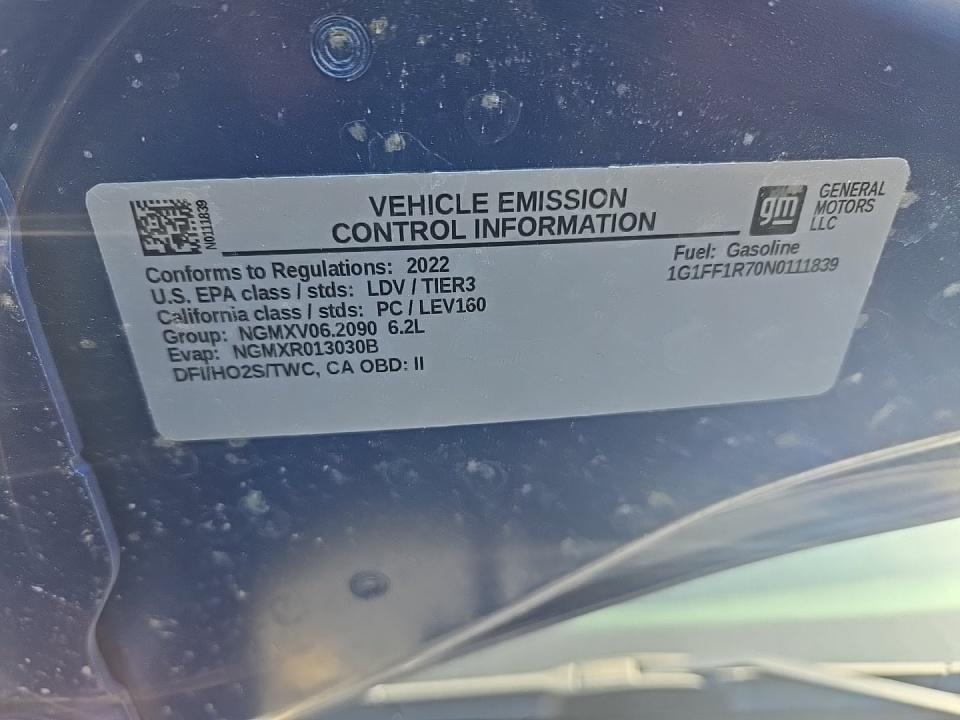 N0111839
VEHICLE EMISSION
CONTROL INFORMATION
gm
GENERAL
MOTORS
LLC
Conforms to Regulations: 2022
U.S. EPA class / stds: LDV / TIER3
California class / stds: PC / LEV160
Group: NGMXV06.2090 6.2L
Evap: NGMXR013030B
DFI/HO2S/TWC, CA OBD: II
Fuel: Gasoline
1G1FF1R70N0111839